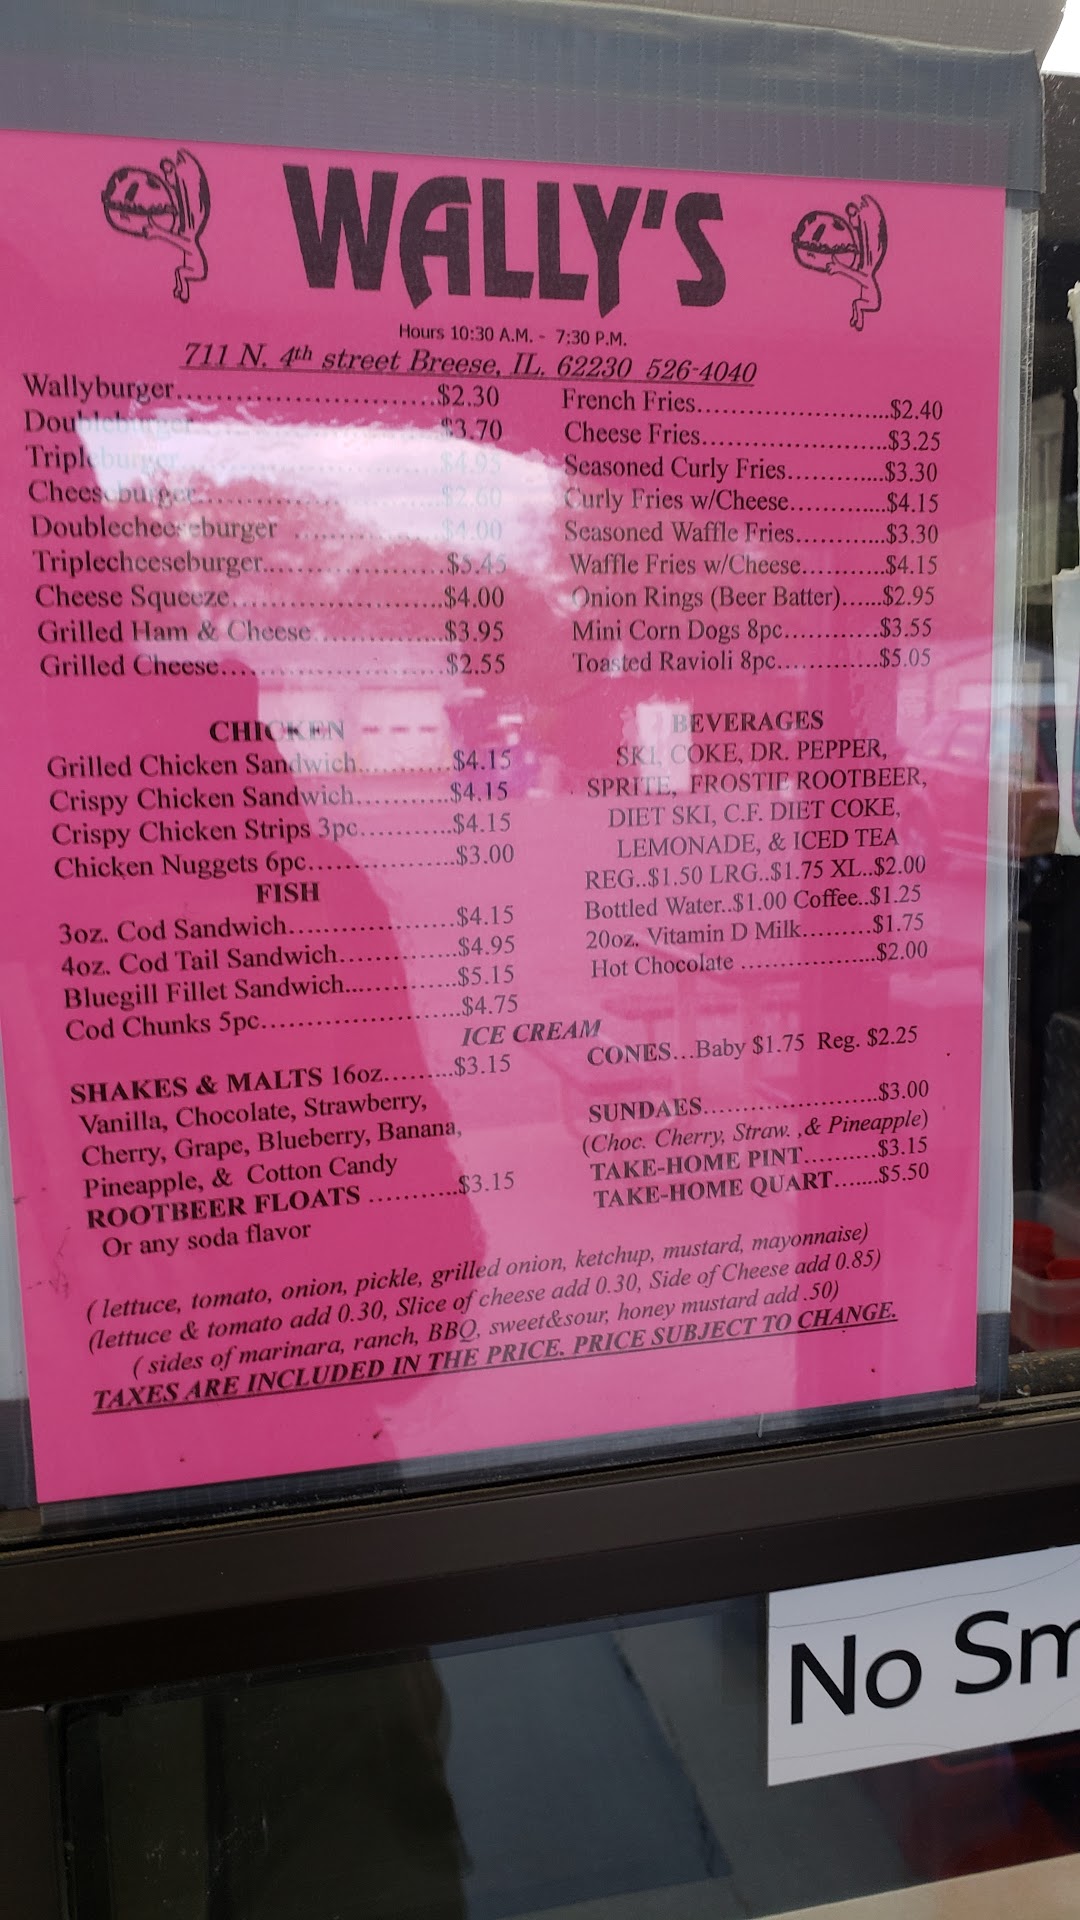 WALLY'S
Hours 10:30 A.M. - 7:30 P.M.
711 N. 4th street Breese, IL. 62230 526-4040
Wallyburger..........................$2.30
Doubleburger..........................$3.70
Tripleburger..........................$4.95
Cheeseburger..........................$2.60
Doublecheeseburger ................$4.00
Triplecheeseburger...................$5.45
Cheese Squeeze......................$4.00
Grilled Ham & Cheese..............$3.95
Grilled Cheese........................$2.55
French Fries........................$2.40
Cheese Fries.......................$3.25
Seasoned Curly Fries............$3.30
Curly Fries w/Cheese............$4.15
Seasoned Waffle Fries...........$3.30
Waffle Fries w/Cheese...........$4.15
Onion Rings (Beer Batter)......$2.95
Mini Corn Dogs 8pc............$3.55
Toasted Ravioli 8pc.............$5.05
CHICKEN
Grilled Chicken Sandwich...........$4.15
Crispy Chicken Sandwich...........$4.15
Crispy Chicken Strips 3pc...........$4.15
Chicken Nuggets 6pc.................$3.00
FISH
3oz. Cod Sandwich....................$4.15
4oz. Cod Tail Sandwich..............$4.95
Bluegill Fillet Sandwich..............$5.15
Cod Chunks 5pc.......................$4.75
BEVERAGES
SKI, COKE, DR. PEPPER,
SPRITE, FROSTIE ROOTBEER,
DIET SKI, C.F. DIET COKE,
LEMONADE, & ICED TEA
REG..$1.50 LRG..$1.75 XL..$2.00
Bottled Water..$1.00 Coffee..$1.25
20oz. Vitamin D Milk.........$1.75
Hot Chocolate .................$2.00
ICE CREAM
SHAKES & MALTS 16oz.........$3.15
Vanilla, Chocolate, Strawberry,
Cherry, Grape, Blueberry, Banana,
Pineapple, & Cotton Candy
ROOTBEER FLOATS ...........$3.15
Or any soda flavor
CONES...Baby $1.75 Reg. $2.25
SUNDAES.....................$3.00
(Choc. Cherry, Straw. ,& Pineapple)
TAKE-HOME PINT..........$3.15
TAKE-HOME QUART.......$5.50
( lettuce, tomato, onion, pickle, grilled onion, ketchup, mustard, mayonnaise)
(lettuce & tomato add 0.30, Slice of cheese add 0.30, Side of Cheese add 0.85)
( sides of marinara, ranch, BBQ, sweet&sour, honey mustard add .50)
TAXES ARE INCLUDED IN THE PRICE. PRICE SUBJECT TO CHANGE.
No Sm